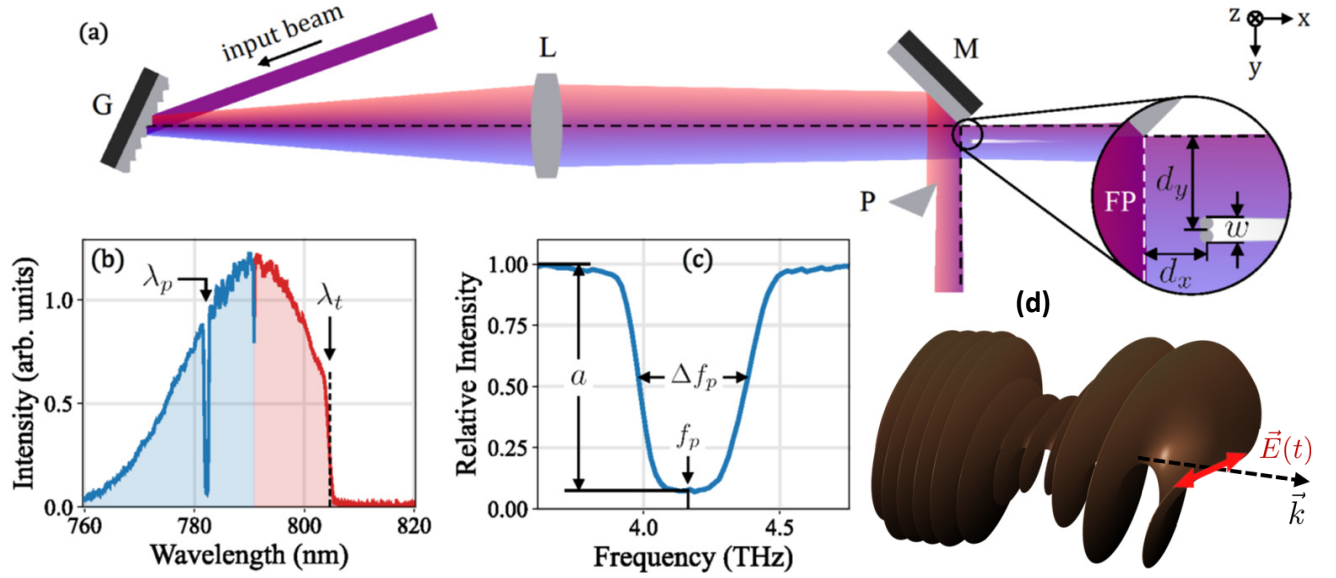 (a)
input beam
G
L
M
P
z
x
y
FP
d_y
w
d_x
(b)
λ_p
λ_t
Intensity (arb. units)
1.0
0.5
0.0
760
780
800
820
Wavelength (nm)
(c)
a
Δf_p
f_p
Relative Intensity
1.00
0.75
0.50
0.25
0.00
4.0
4.5
Frequency (THz)
(d)
E⃗(t)
k⃗